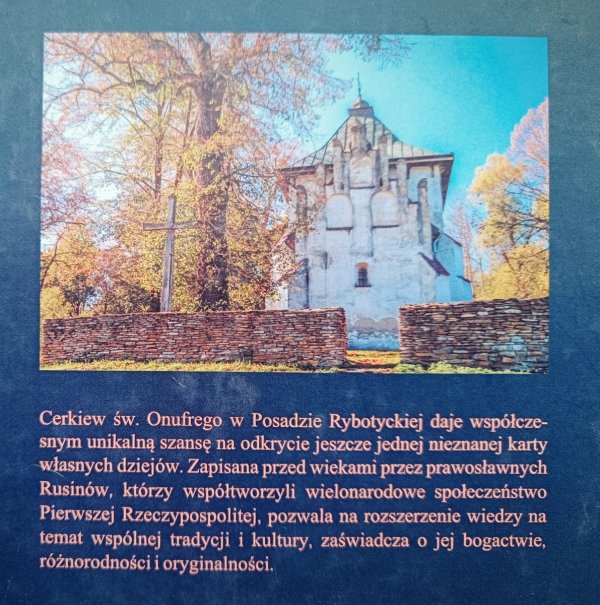 Cerkiew św. Onufrego w Posadzie Rybotyckiej daje współcze-
snym unikalną szansę na odkrycie jeszcze jednej nieznanej karty
własnych dziejów. Zapisana przed wiekami przez prawosławnych
Rusinów, którzy współtworzyli wielonarodowe społeczeństwo
Pierwszej Rzeczypospolitej, pozwala na rozszerzenie wiedzy na
temat wspólnej tradycji i kultury, zaświadcza o jej bogactwie,
różnorodności i oryginalności.